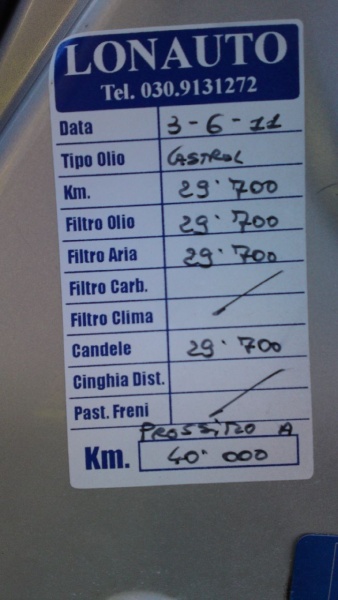 LONAUTO
Tel. 030.9131272
Data 3-6-11
Tipo Olio CASTROL
Km. 29'700
Filtro Olio 29'700
Filtro Aria 29'700
Filtro Carb.
Filtro Clima
Candele 29'700
Cinghia Dist.
Past. Freni
PROSSIMO A
Km. 40'000